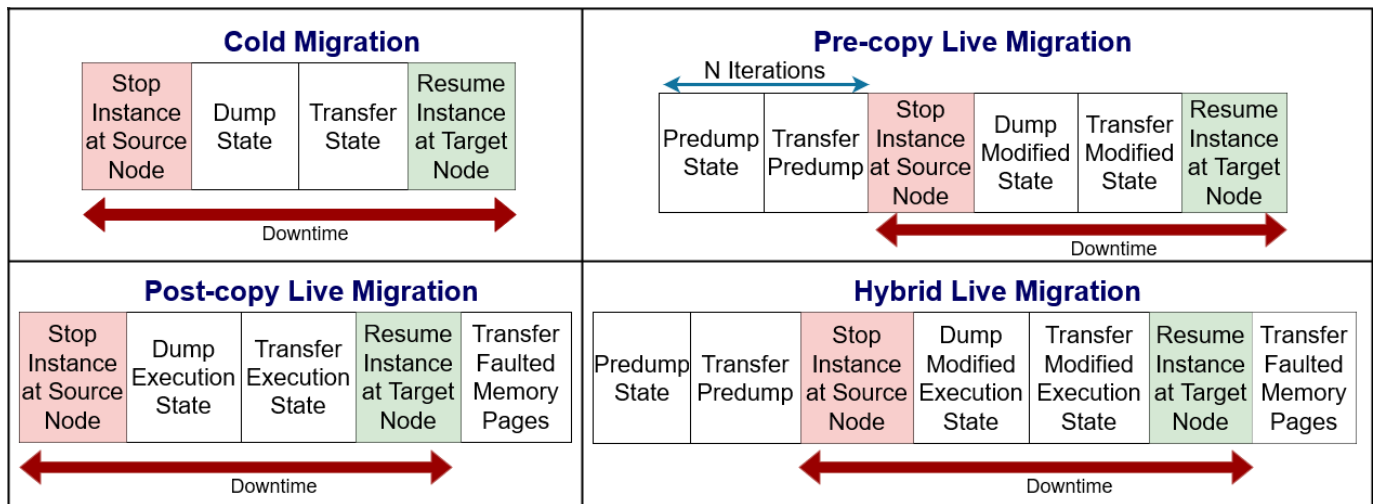 Cold Migration
Stop
Instance
at Source
Node
Dump
State
Transfer
State
Resume
Instance
at Target
Node
Downtime
Pre-copy Live Migration
N Iterations
Predump
State
Transfer
Predump
Stop
Instance
at Source
Node
Dump
Modified
State
Transfer
Modified
State
Resume
Instance
at Target
Node
Downtime
Post-copy Live Migration
Stop
Instance
at Source
Node
Dump
Execution
State
Transfer
Execution
State
Resume
Instance
at Target
Node
Transfer
Faulted
Memory
Pages
Downtime
Hybrid Live Migration
Predump
State
Transfer
Predump
Stop
Instance
at Source
Node
Dump
Modified
Execution
State
Transfer
Modified
Execution
State
Resume
Instance
at Target
Node
Transfer
Faulted
Memory
Pages
Downtime